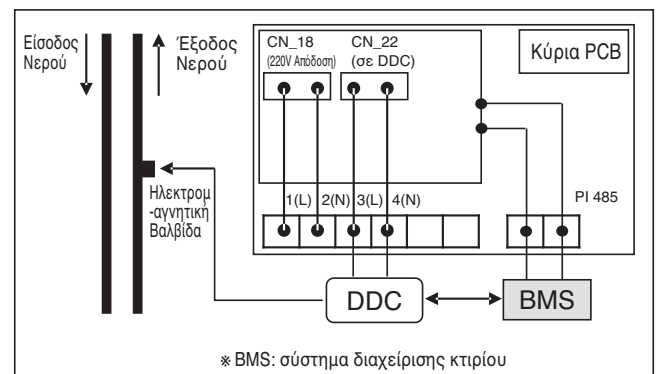 Είσοδος
Νερού
Έξοδος
Νερού
CN_18
(220V Απόδοση)
CN_22
(σε DDC)
Κύρια PCB
Ηλεκτρομ
-αγνητική
Βαλβίδα
1(L) 2(N) 3(L) 4(N)
PI 485
DDC
BMS
※ BMS: σύστημα διαχείρισης κτιρίου